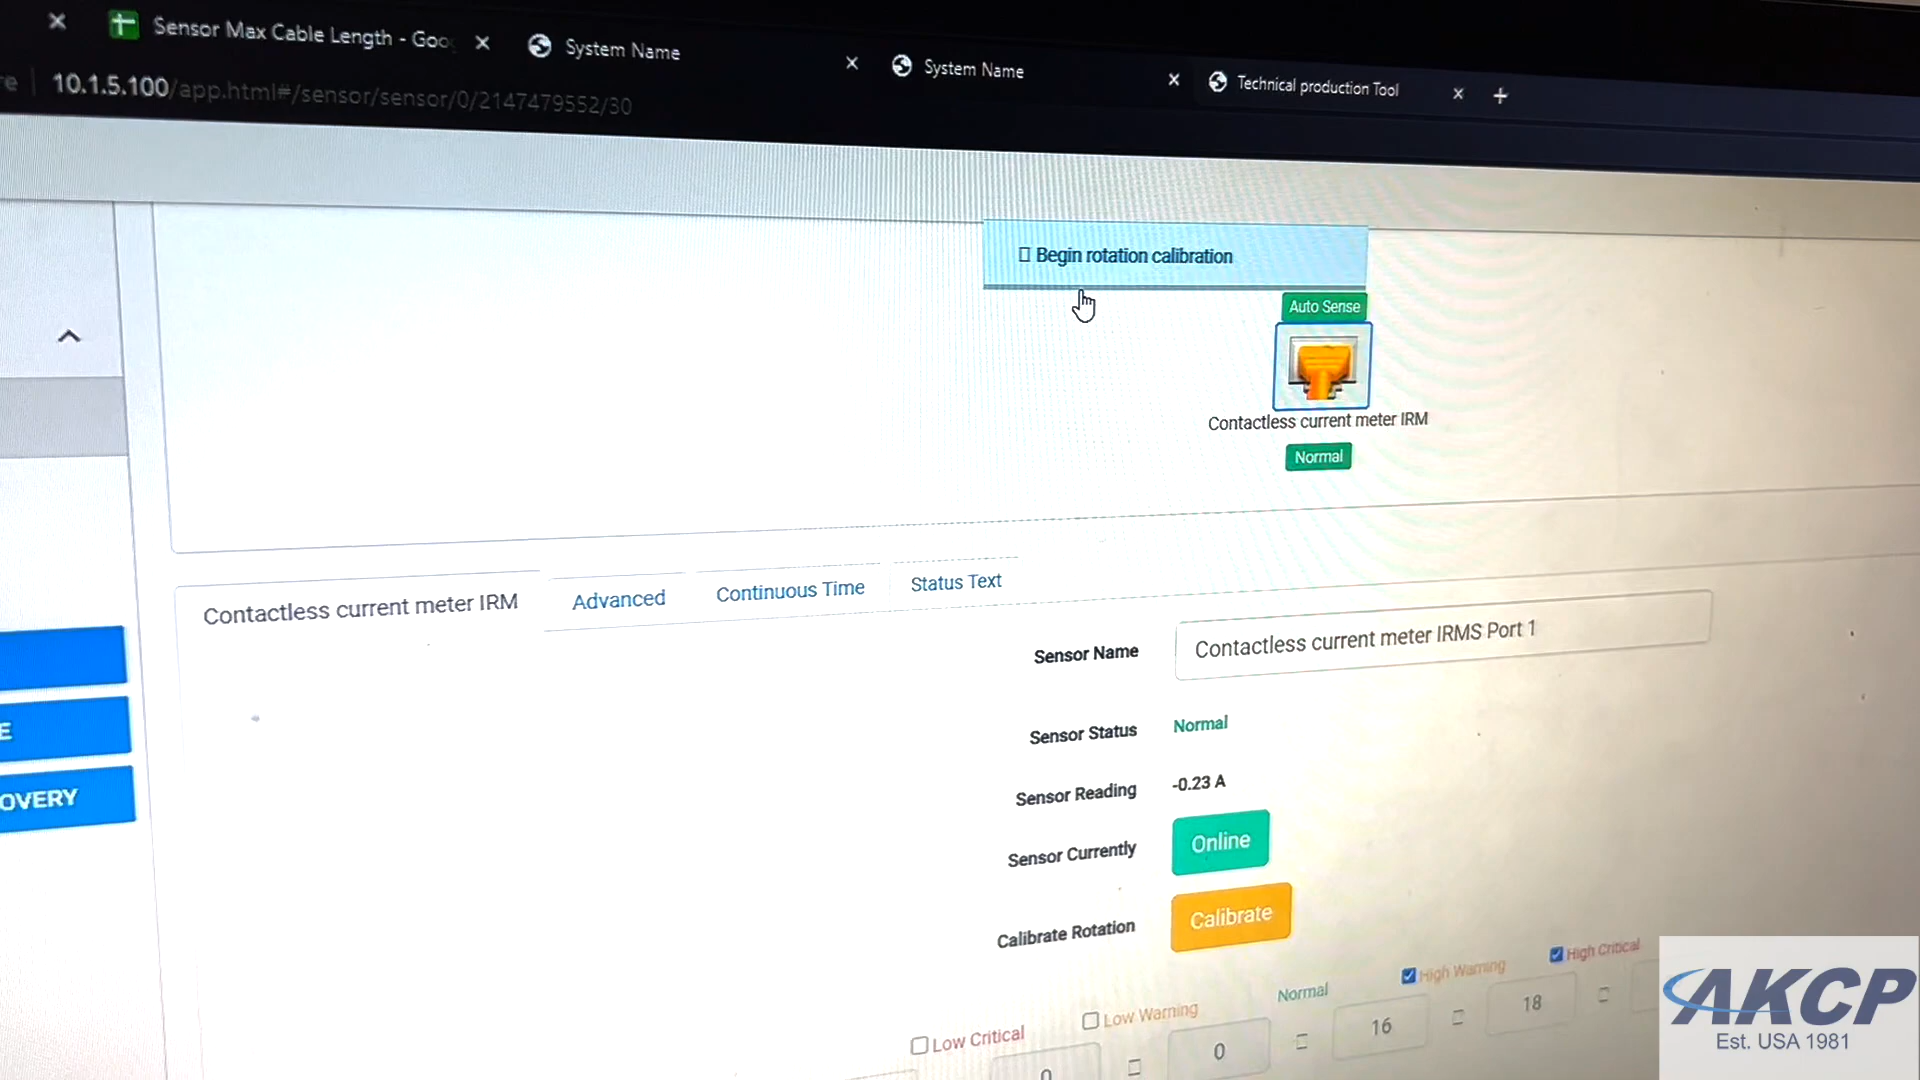 Sensor Max Cable Length - Goo
System Name
System Name
Technical production Tool
10.1.5.100/app.html#/sensor/sensor/0/2147479552/30
Begin rotation calibration
Auto Sense
Contactless current meter IRM
Normal
Contactless current meter IRM
Advanced
Continuous Time
Status Text
Sensor Name
Contactless current meter IRMS Port 1
Sensor Status
Normal
Sensor Reading
-0.23 A
Sensor Currently
Online
OVERY
E
Calibrate Rotation
Calibrate
Low Critical
Low Warning
Normal
High Warning
High Critical
0
0
16
18
AKCP
Est. USA 1981